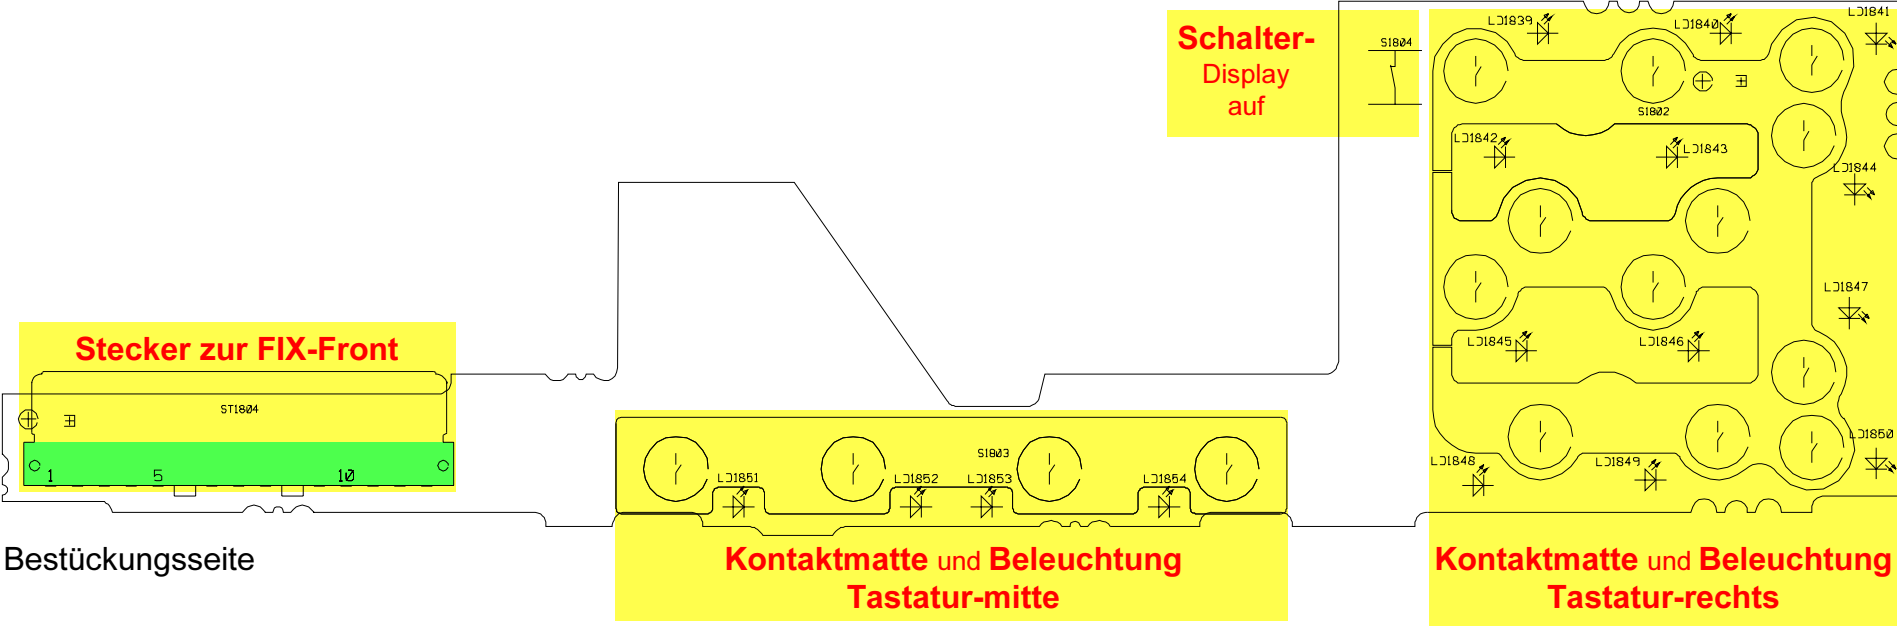 Schalter-
Display
auf
S1804
LD1839
LD1840
LD1841
S1802
LD1842
LD1843
LD1844
LD1845
LD1846
LD1847
LD1848
LD1849
LD1850
Stecker zur FIX-Front
ST1804
1 5 10
S1803
LD1851 LD1852 LD1853 LD1854
Bestückungsseite
Kontaktmatte und Beleuchtung
Tastatur-mitte
Kontaktmatte und Beleuchtung
Tastatur-rechts